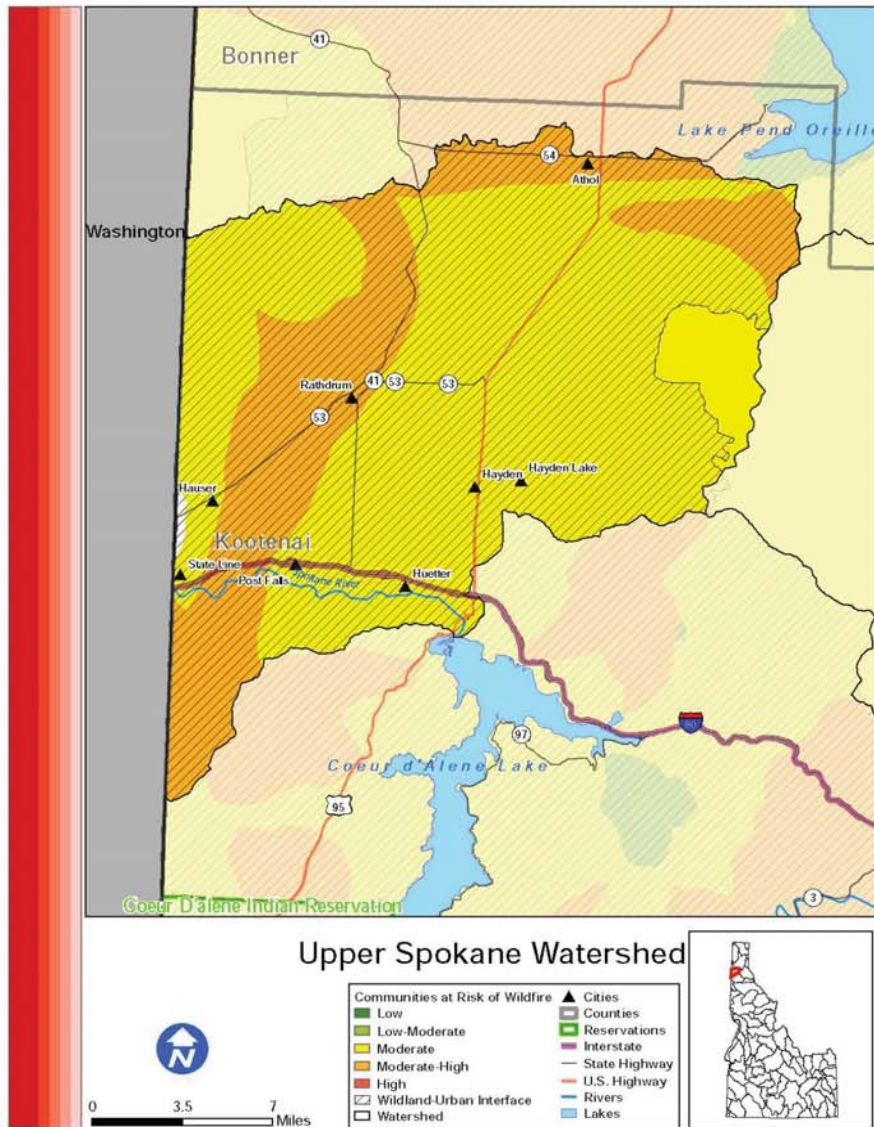 41
Bonner
Lake Pend Oreille
54
Athol
Washington
Rathdrum
41
53
53
53
Hauser
Hayden
Hayden Lake
Kootenai
State Line
Post Falls
Spokane River
Huetter
90
97
Coeur d'Alene Lake
95
3
Coeur D'alene Indian Reservation
Upper Spokane Watershed
Communities at Risk of Wildfire
Low
Low-Moderate
Moderate
Moderate-High
High
Wildland-Urban Interface
Watershed
Cities
Counties
Reservations
Interstate
State Highway
U.S. Highway
Rivers
Lakes
N
0 3.5 7
Miles